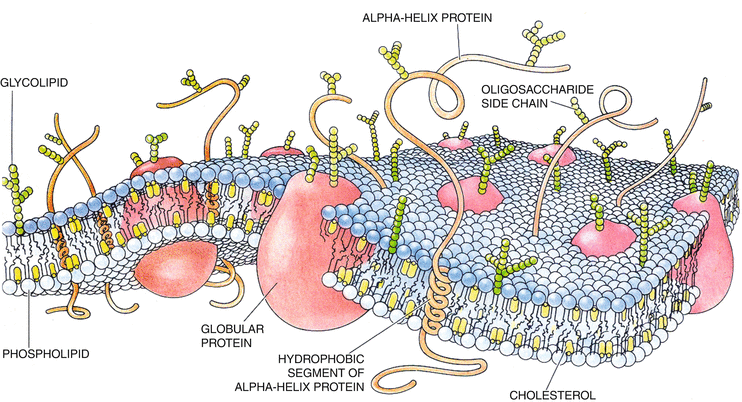 ALPHA-HELIX PROTEIN
GLYCOLIPID
OLIGOSACCHARIDE
SIDE CHAIN
GLOBULAR
PROTEIN
PHOSPHOLIPID
HYDROPHOBIC
SEGMENT OF
ALPHA-HELIX PROTEIN
CHOLESTEROL